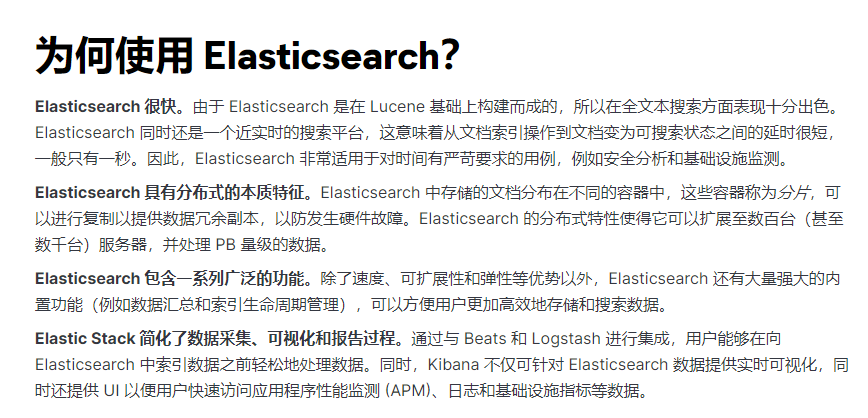 为何使用 Elasticsearch？
Elasticsearch 很快。由于 Elasticsearch 是在 Lucene 基础上构建而成的，所以在全文本搜索方面表现十分出色。
Elasticsearch 同时还是一个近实时的搜索平台，这意味着从文档索引操作到文档变为可搜索状态之间的延时很短，
一般只有一秒。因此，Elasticsearch 非常适用于对时间有严苛要求的用例，例如安全分析和基础设施监测。
Elasticsearch 具有分布式的本质特征。Elasticsearch 中存储的文档分布在不同的容器中，这些容器称为分片，可
以进行复制以提供数据冗余副本，以防发生硬件故障。Elasticsearch 的分布式特性使得它可以扩展至数百台（甚至
数千台）服务器，并处理 PB 量级的数据。
Elasticsearch 包含一系列广泛的功能。除了速度、可扩展性和弹性等优势以外，Elasticsearch 还有大量强大的内
置功能（例如数据汇总和索引生命周期管理），可以方便用户更加高效地存储和搜索数据。
Elastic Stack 简化了数据采集、可视化和报告过程。通过与 Beats 和 Logstash 进行集成，用户能够在向
Elasticsearch 中索引数据之前轻松地处理数据。同时，Kibana 不仅可针对 Elasticsearch 数据提供实时可视化，同
时还提供 UI 以便用户快速访问应用程序性能监测 (APM)、日志和基础设施指标等数据。